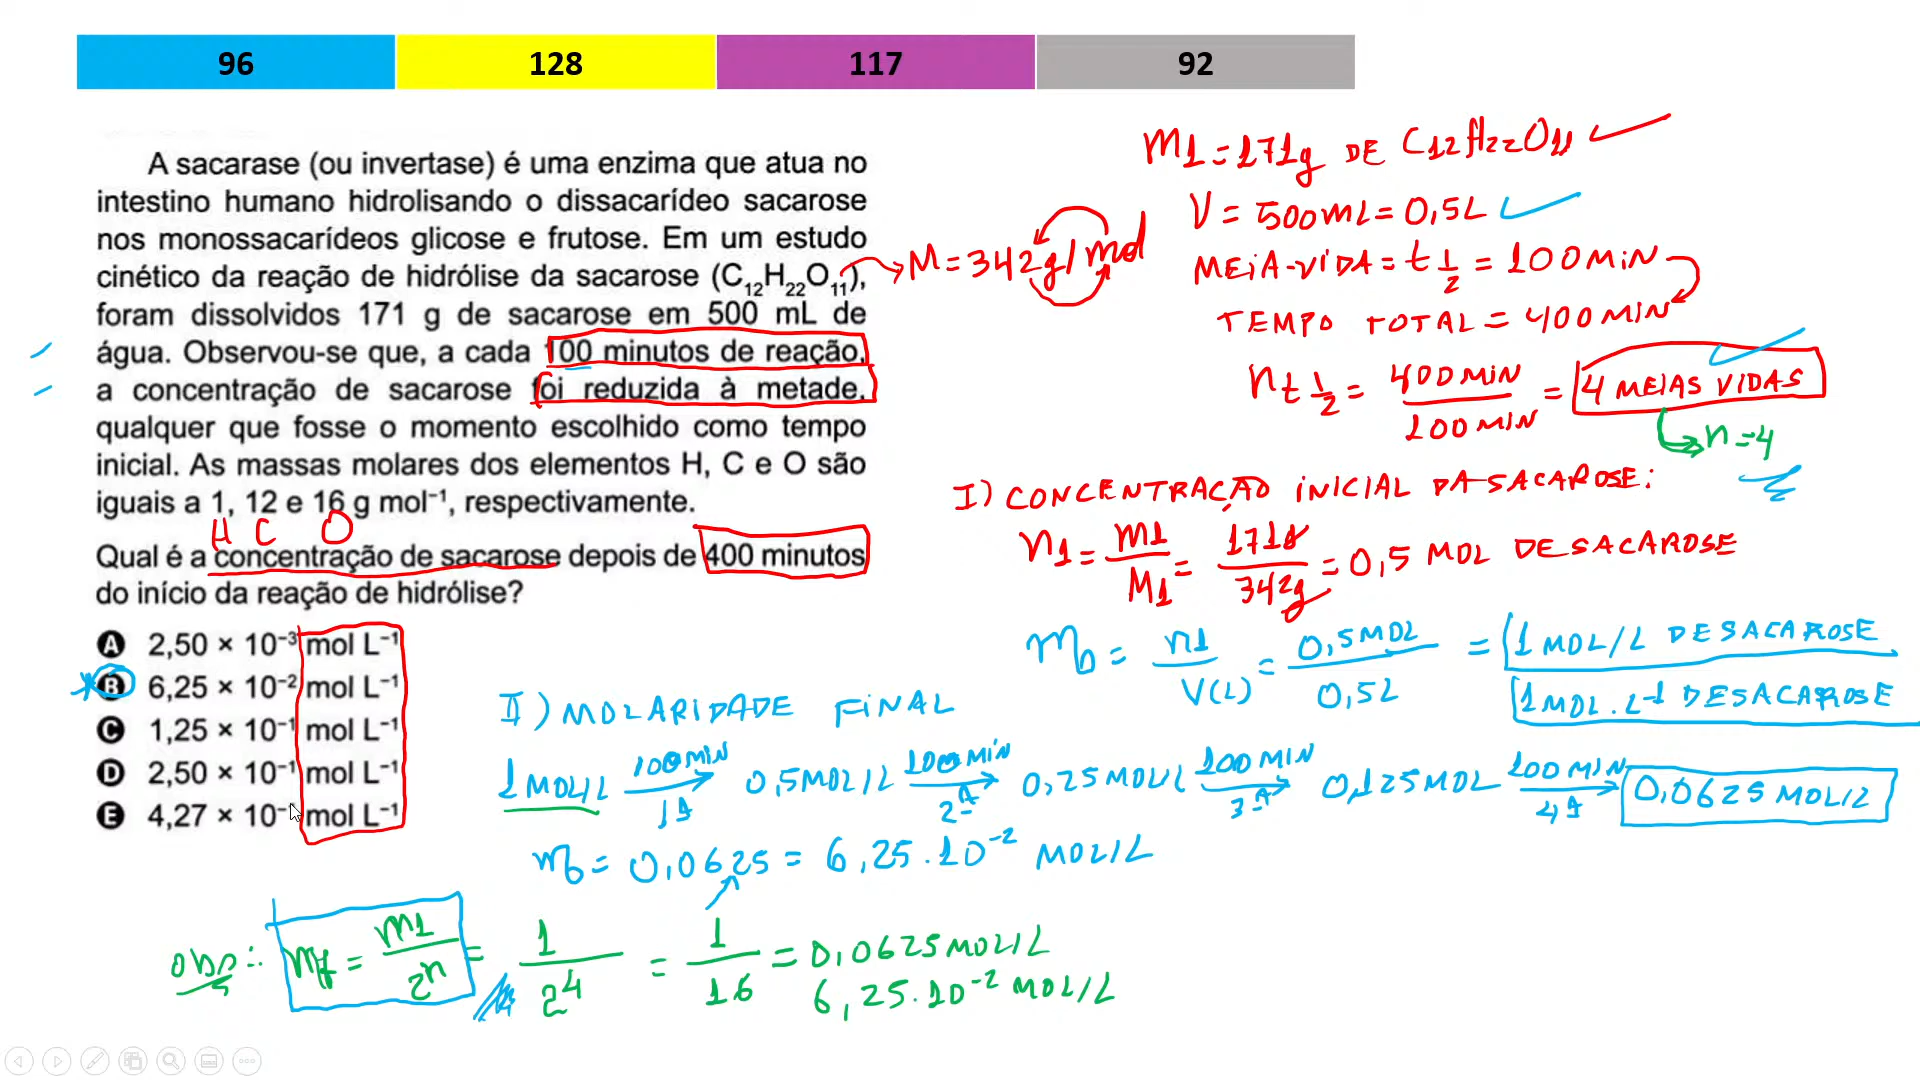 96 128 117 92
A sacarase (ou invertase) é uma enzima que atua no
intestino humano hidrolisando o dissacarídeo sacarose
nos monossacarídeos glicose e frutose. Em um estudo
cinético da reação de hidrólise da sacarose (C₁₂H₂₂O₁₁),
foram dissolvidos 171 g de sacarose em 500 mL de
água. Observou-se que, a cada 100 minutos de reação,
a concentração de sacarose foi reduzida à metade,
qualquer que fosse o momento escolhido como tempo
inicial. As massas molares dos elementos H, C e O são
iguais a 1, 12 e 16 g mol⁻¹, respectivamente.
H C O
Qual é a concentração de sacarose depois de 400 minutos
do início da reação de hidrólise?
A 2,50 × 10⁻³ mol L⁻¹
B 6,25 × 10⁻² mol L⁻¹
C 1,25 × 10⁻¹ mol L⁻¹
D 2,50 × 10⁻¹ mol L⁻¹
E 4,27 × 10⁻¹ mol L⁻¹
M = 342g/mol
m1 = 171g DE C12H22O11
V = 500mL = 0,5L
MEIA-VIDA = t 1/2 = 100MIN
TEMPO TOTAL = 400MIN
nt 1/2 = 400MIN/100MIN = 4 MEIAS VIDAS
n = 4
I) CONCENTRAÇÃO INICIAL DA SACAROSE:
n1 = m1/M1 = 171g/342g = 0,5 MOL DE SACAROSE
mb = n1/V(L) = 0,5MOL/0,5L = 1MOL/L DE SACAROSE
1MOL.L-1 DE SACAROSE
II) MOLARIDADE FINAL
1MOL/L 100MIN 1ª 0,5MOL/L 100MIN 2ª 0,25MOL/L 100MIN 3ª 0,125MOL 100MIN 4ª 0,0625MOL/L
mb = 0,0625 = 6,25.10⁻² MOL/L
obs: mf = m1/2ⁿ = 1/2⁴ = 1/16 = 0,0625MOL/L
6,25.10⁻² MOL/L